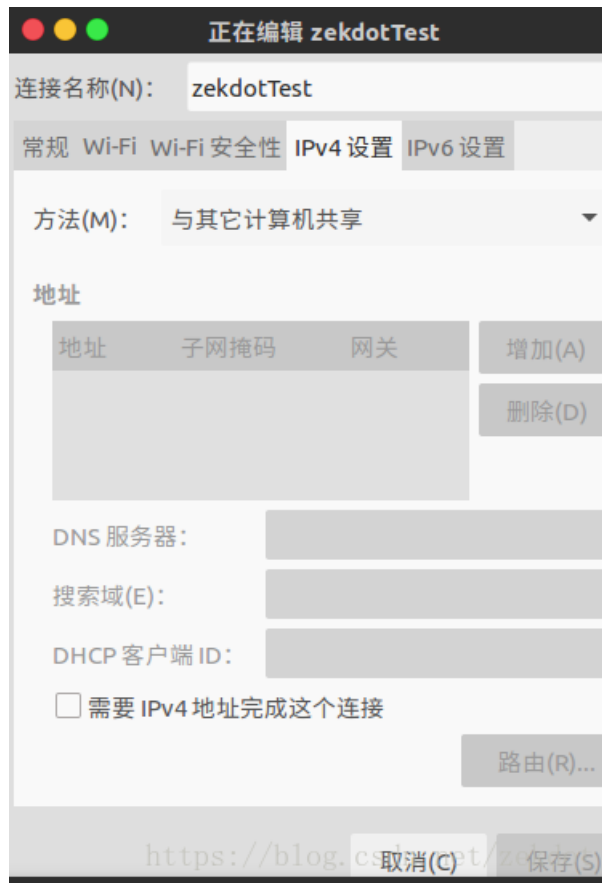 正在编辑 zekdotTest
连接名称(N)： zekdotTest
常规 Wi-Fi Wi-Fi 安全性 IPv4 设置 IPv6 设置
方法(M)： 与其它计算机共享
地址
地址 子网掩码 网关 增加(A)
删除(D)
DNS 服务器：
搜索域(E)：
DHCP 客户端 ID：
需要 IPv4 地址完成这个连接
路由(R)...
取消(C) 保存(S)